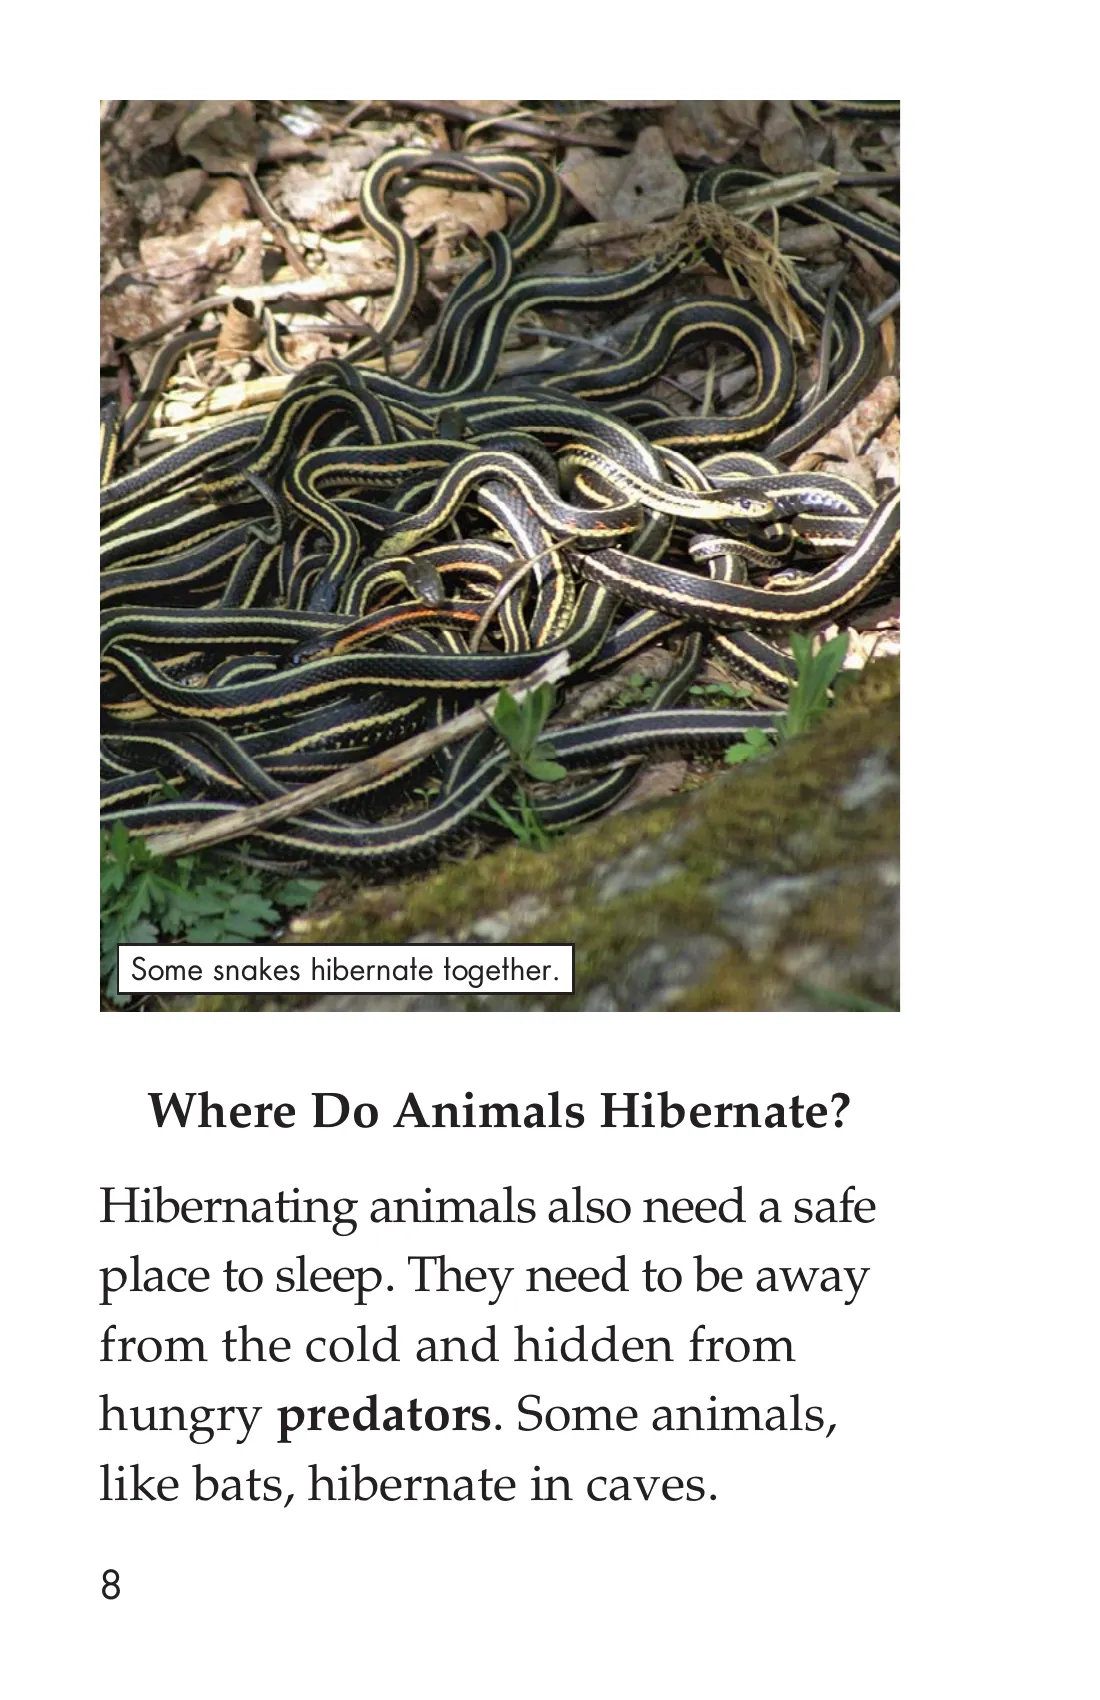 Some snakes hibernate together.
Where Do Animals Hibernate?
Hibernating animals also need a safe
place to sleep. They need to be away
from the cold and hidden from
hungry predators. Some animals,
like bats, hibernate in caves.
8